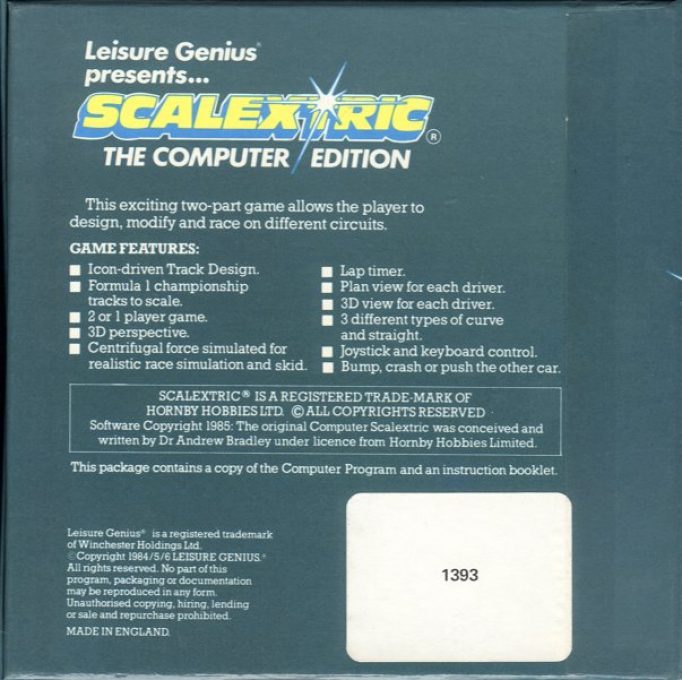 Leisure Genius®
presents...
SCALEXTRIC®
THE COMPUTER EDITION
This exciting two-part game allows the player to
design, modify and race on different circuits.
GAME FEATURES:
■ Icon-driven Track Design.
■ Formula 1 championship
tracks to scale.
■ 2 or 1 player game.
■ 3D perspective.
■ Centrifugal force simulated for
realistic race simulation and skid.
■ Lap timer.
■ Plan view for each driver.
■ 3D view for each driver.
■ 3 different types of curve
and straight.
■ Joystick and keyboard control.
■ Bump, crash or push the other car.
SCALEXTRIC® IS A REGISTERED TRADE-MARK OF
HORNBY HOBBIES LTD. © ALL COPYRIGHTS RESERVED
Software Copyright 1985: The original Computer Scalextric was conceived and
written by Dr Andrew Bradley under licence from Hornby Hobbies Limited.
This package contains a copy of the Computer Program and an instruction booklet.
Leisure Genius® is a registered trademark
of Winchester Holdings Ltd.
© Copyright 1984/5/6 LEISURE GENIUS.®
All rights reserved. No part of this
program, packaging or documentation
may be reproduced in any form.
Unauthorised copying, hiring, lending
or sale and repurchase prohibited.
MADE IN ENGLAND.
1393